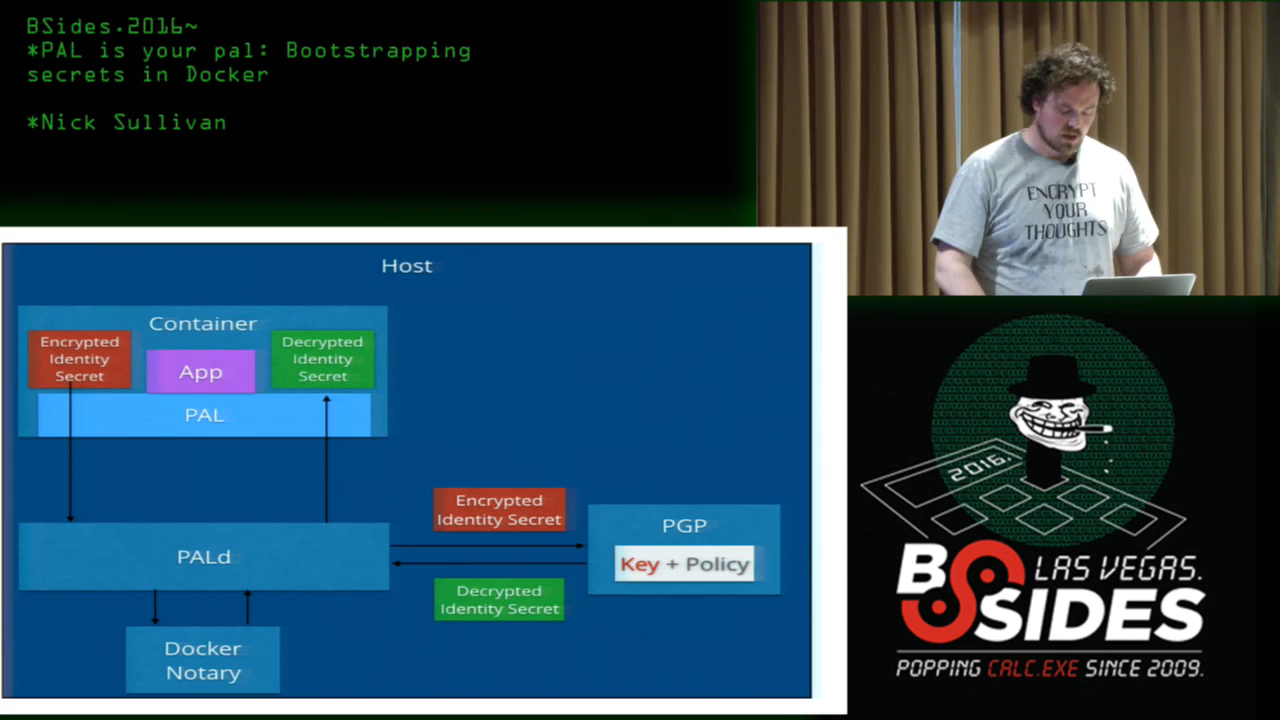 BSides.2016~
*PAL is your pal: Bootstrapping
secrets in Docker
*Nick Sullivan
ENCRYPT
YOUR
THOUGHTS
Host
Container
Encrypted
Identity
Secret
App
Decrypted
Identity
Secret
PAL
Encrypted
Identity Secret
PALd
PGP
Key + Policy
Decrypted
Identity Secret
Docker
Notary
2016.
BSIDES
LAS VEGAS.
POPPING CALC.EXE SINCE 2009.